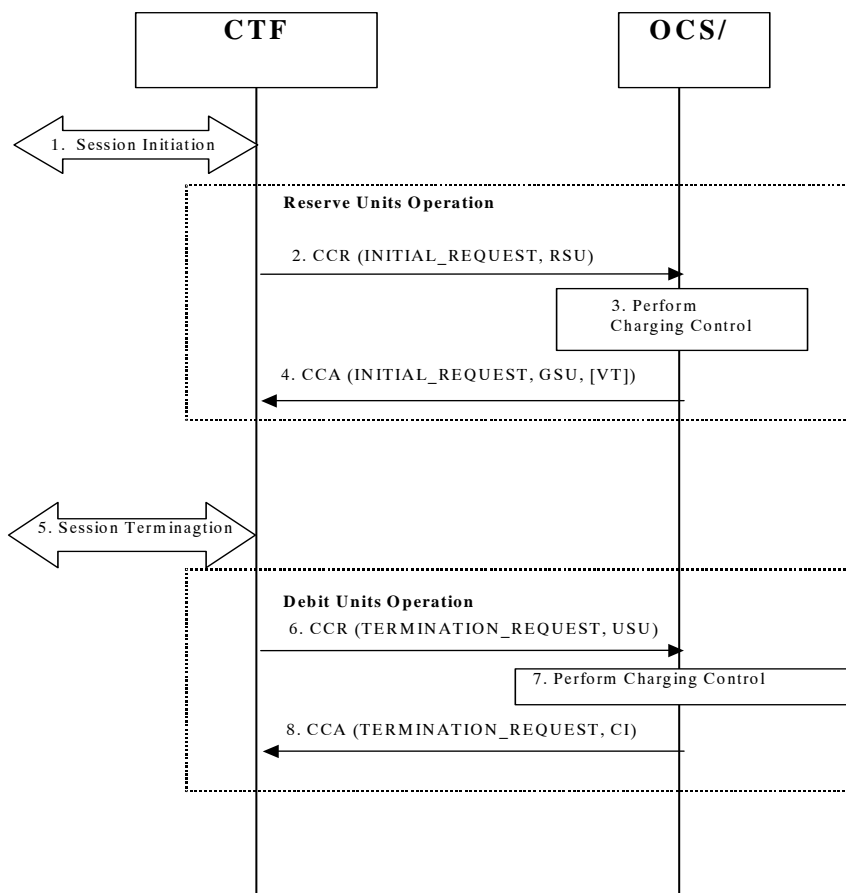 CTF
OCS/
1. Session Initiation
Reserve Units Operation
2. CCR (INITIAL_REQUEST, RSU)
3. Perform
Charging Control
4. CCA (INITIAL_REQUEST, GSU, [VT])
5. Session Terminagtion
Debit Units Operation
6. CCR (TERMINATION_REQUEST, USU)
7. Perform Charging Control
8. CCA (TERMINATION_REQUEST, CI)